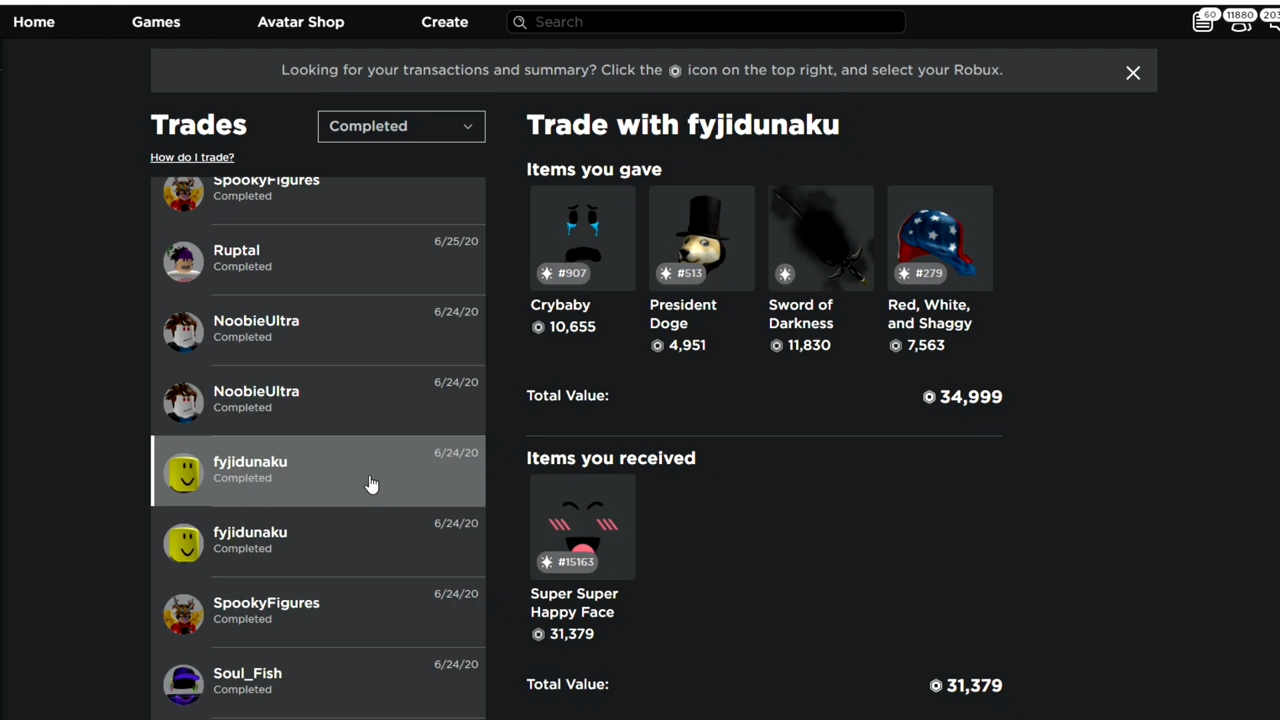 Home
Games
Avatar Shop
Create
Search
60
11880
203
Looking for your transactions and summary? Click the icon on the top right, and select your Robux.
Trades
Completed
How do I trade?
SpookyFigures
Completed
Ruptal
6/25/20
Completed
NoobieUltra
6/24/20
Completed
NoobieUltra
6/24/20
Completed
fyjidunaku
6/24/20
Completed
fyjidunaku
6/24/20
Completed
SpookyFigures
6/24/20
Completed
Soul_Fish
6/24/20
Completed
Trade with fyjidunaku
Items you gave
#907
Crybaby
10,655
#513
President
Doge
4,951
Sword of
Darkness
11,830
#279
Red, White,
and Shaggy
7,563
Total Value:
34,999
Items you received
#15163
Super Super
Happy Face
31,379
Total Value:
31,379